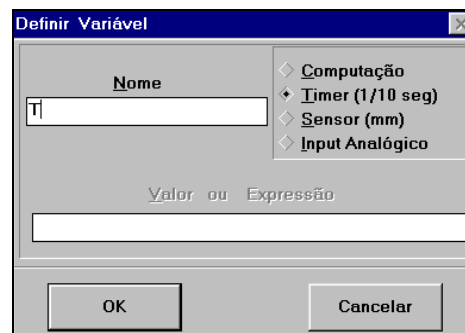 Definir Variável
Nome
T
Computação
Timer (1/10 seg)
Sensor (mm)
Input Analógico
Valor ou Expressão
OK
Cancelar